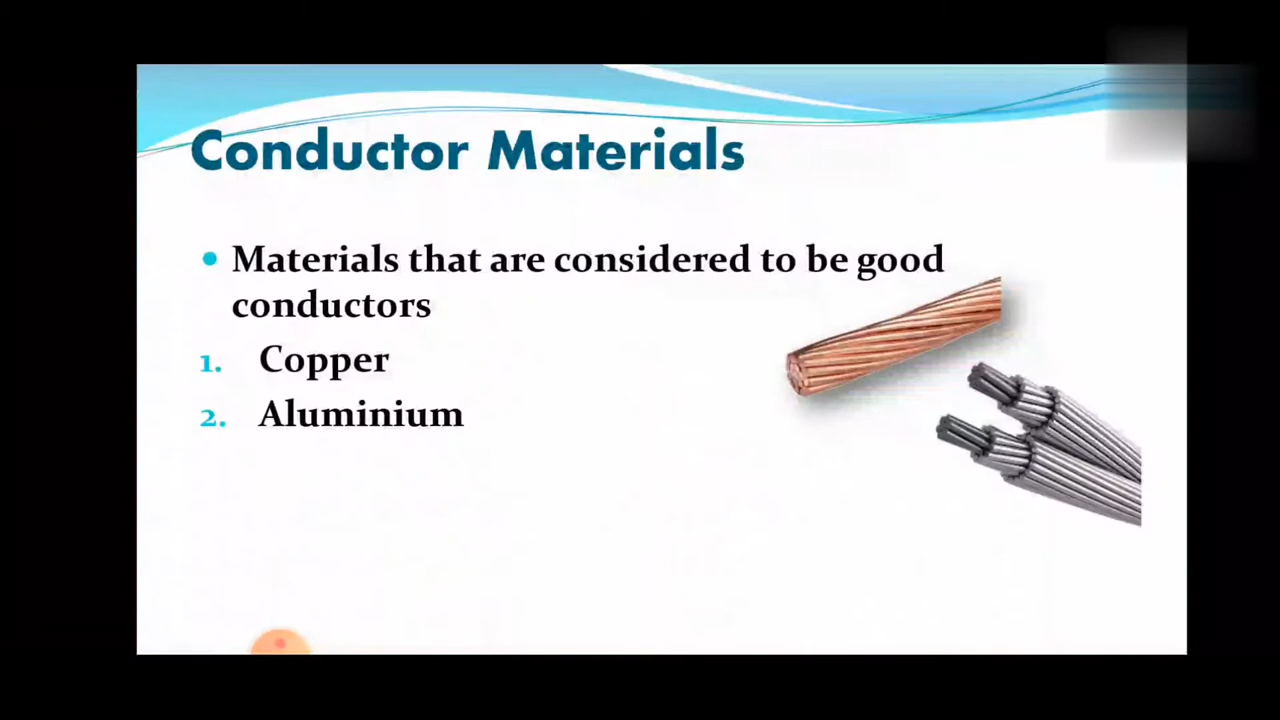 Conductor Materials
• Materials that are considered to be good
conductors
1. Copper
2. Aluminium